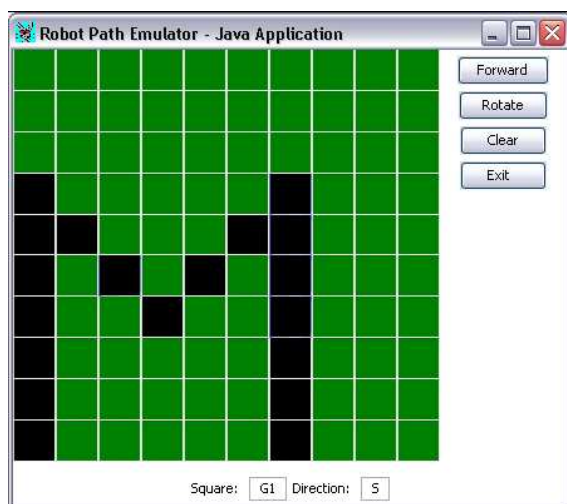 Robot Path Emulator - Java Application
Forward
Rotate
Clear
Exit
Square: G1 Direction: S